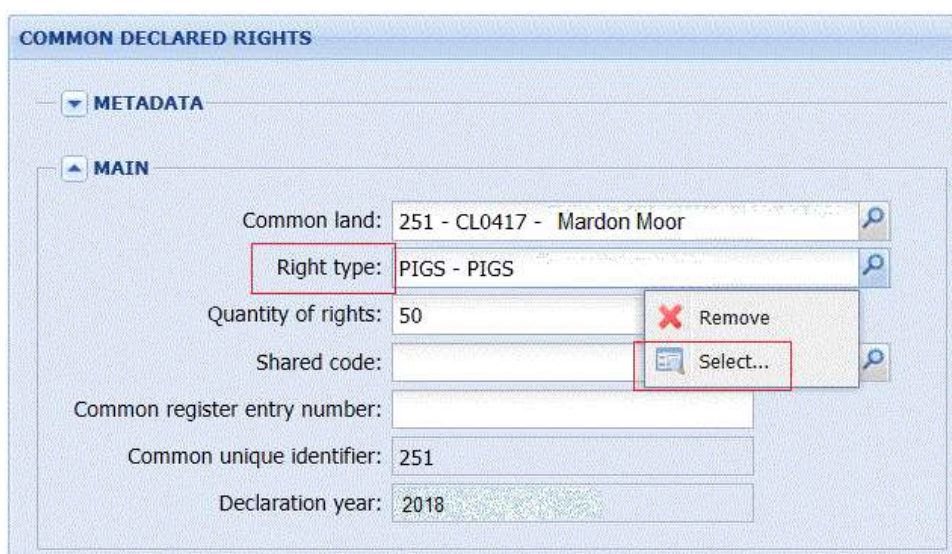 COMMON DECLARED RIGHTS
METADATA
MAIN
Common land: 251 - CL0417 - Mardon Moor
Right type: PIGS - PIGS
Quantity of rights: 50
Remove
Shared code:
Select...
Common register entry number:
Common unique identifier: 251
Declaration year: 2018